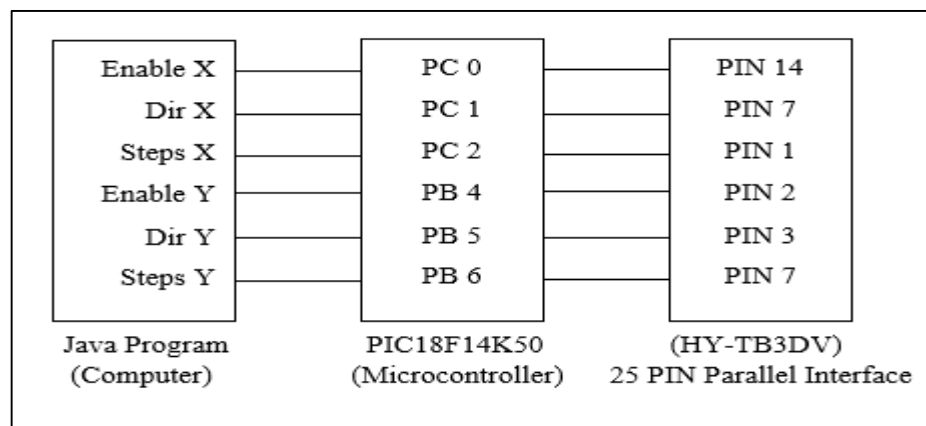 Enable X PC 0 PIN 14
Dir X PC 1 PIN 7
Steps X PC 2 PIN 1
Enable Y PB 4 PIN 2
Dir Y PB 5 PIN 3
Steps Y PB 6 PIN 7
Java Program PIC18F14K50 (HY-TB3DV)
(Computer) (Microcontroller) 25 PIN Parallel Interface